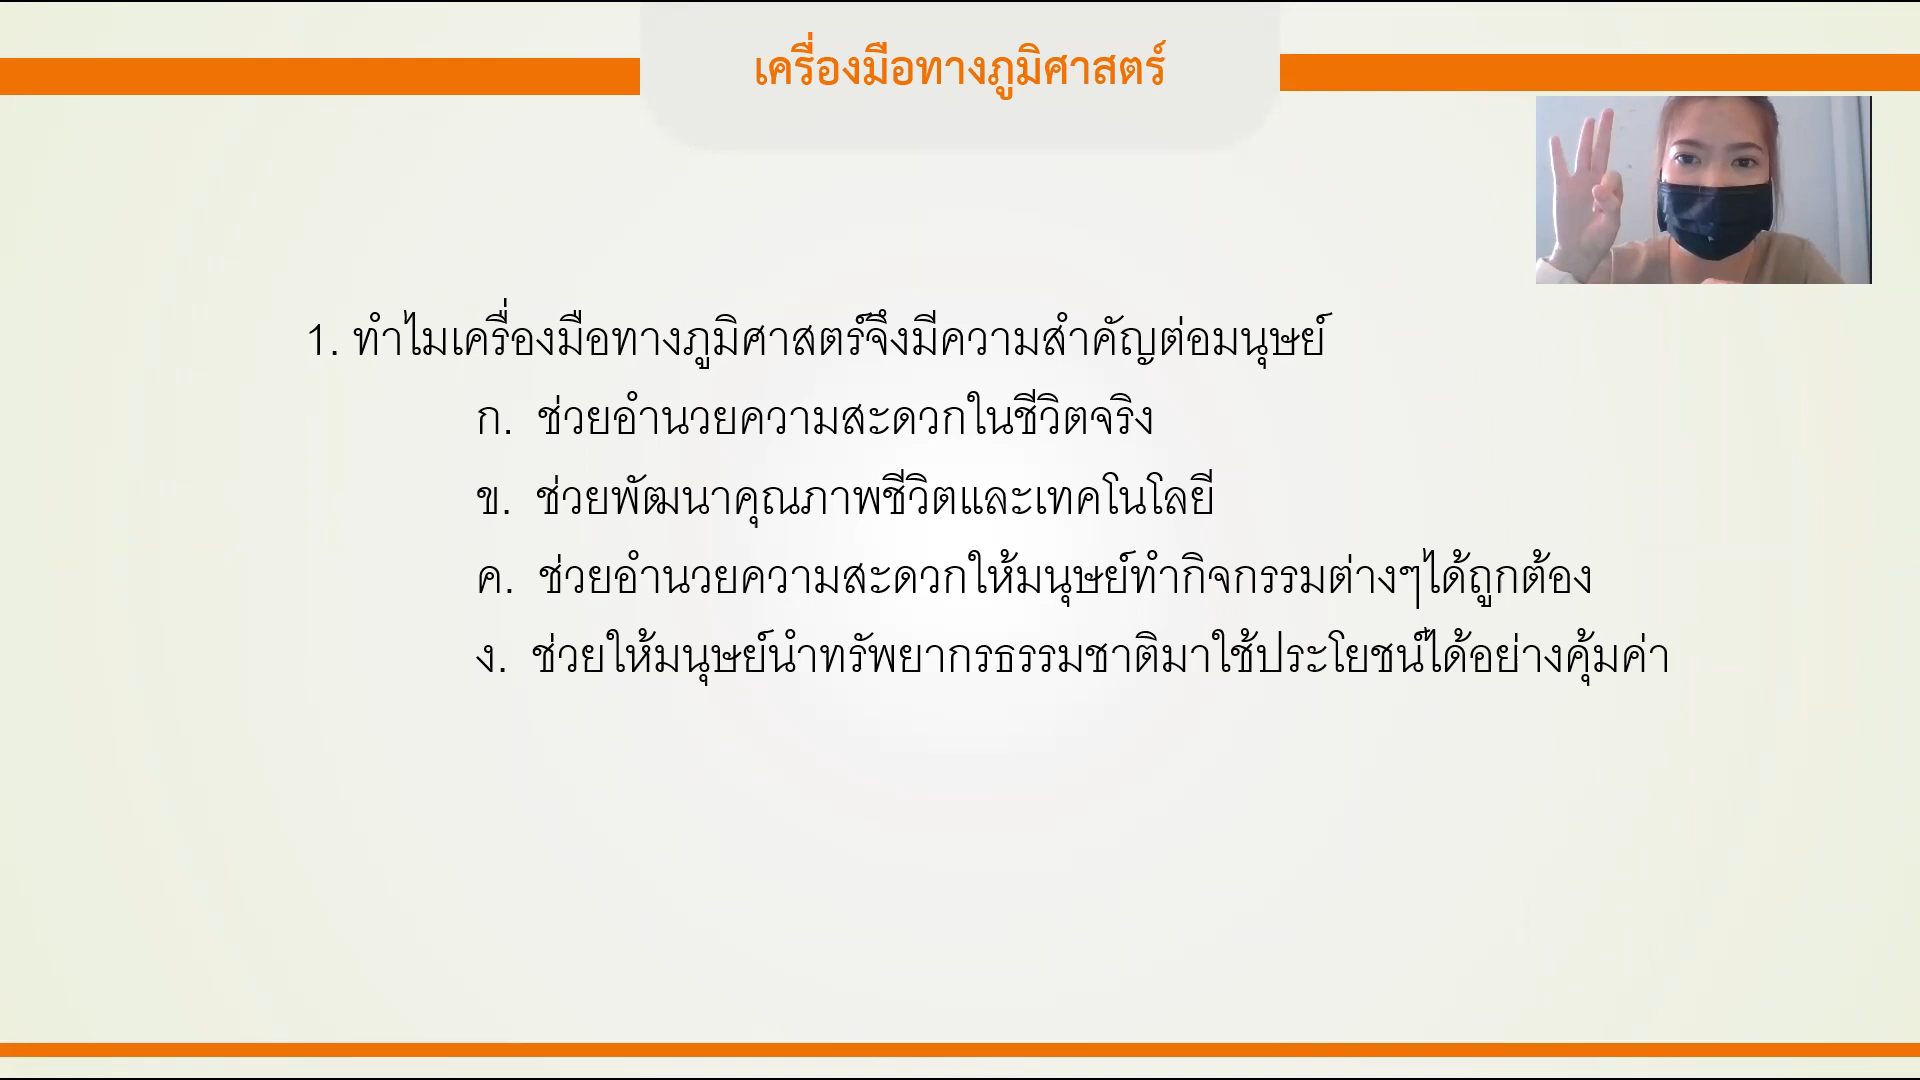 เครื่องมือทางภูมิศาสตร์
1. ทำไมเครื่องมือทางภูมิศาสตร์จึงมีความสำคัญต่อมนุษย์
ก. ช่วยอำนวยความสะดวกในชีวิตจริง
ข. ช่วยพัฒนาคุณภาพชีวิตและเทคโนโลยี
ค. ช่วยอำนวยความสะดวกให้มนุษย์ทำกิจกรรมต่างๆได้ถูกต้อง
ง. ช่วยให้มนุษย์นำทรัพยากรธรรมชาติมาใช้ประโยชน์ได้อย่างคุ้มค่า